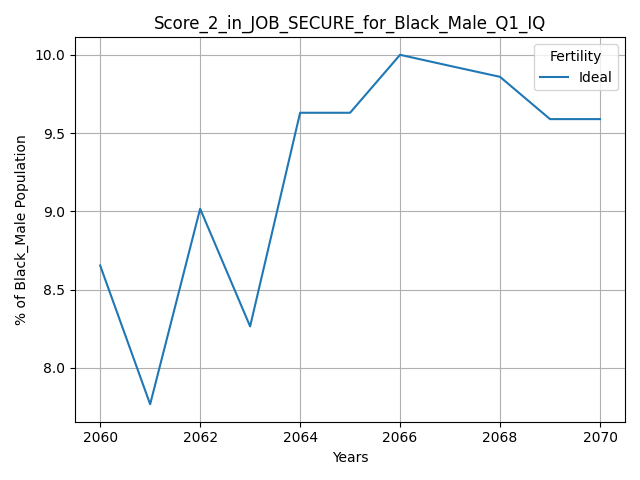 Score_2_in_JOB_SECURE_for_Black_Male_Q1_IQ
Fertility
Ideal
% of Black_Male Population
10.0
9.5
9.0
8.5
8.0
2060 2062 2064 2066 2068 2070
Years